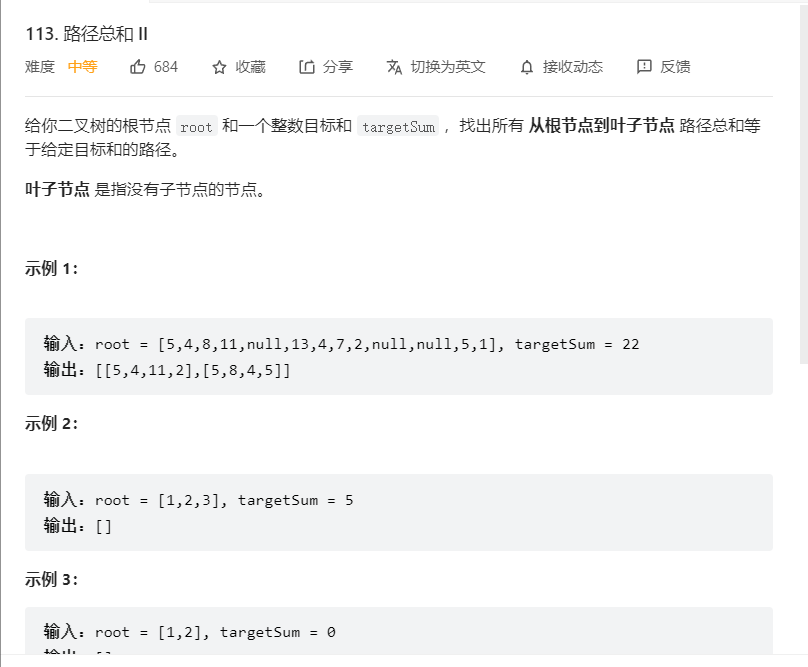 113. 路径总和 II
难度 中等 684 收藏 分享 切换为英文 接收动态 反馈
给你二叉树的根节点 root 和一个整数目标和 targetSum ，找出所有 从根节点到叶子节点 路径总和等
于给定目标和的路径。
叶子节点 是指没有子节点的节点。
示例 1：
输入：root = [5,4,8,11,null,13,4,7,2,null,null,5,1], targetSum = 22
输出：[[5,4,11,2],[5,8,4,5]]
示例 2：
输入：root = [1,2,3], targetSum = 5
输出：[]
示例 3：
输入：root = [1,2], targetSum = 0